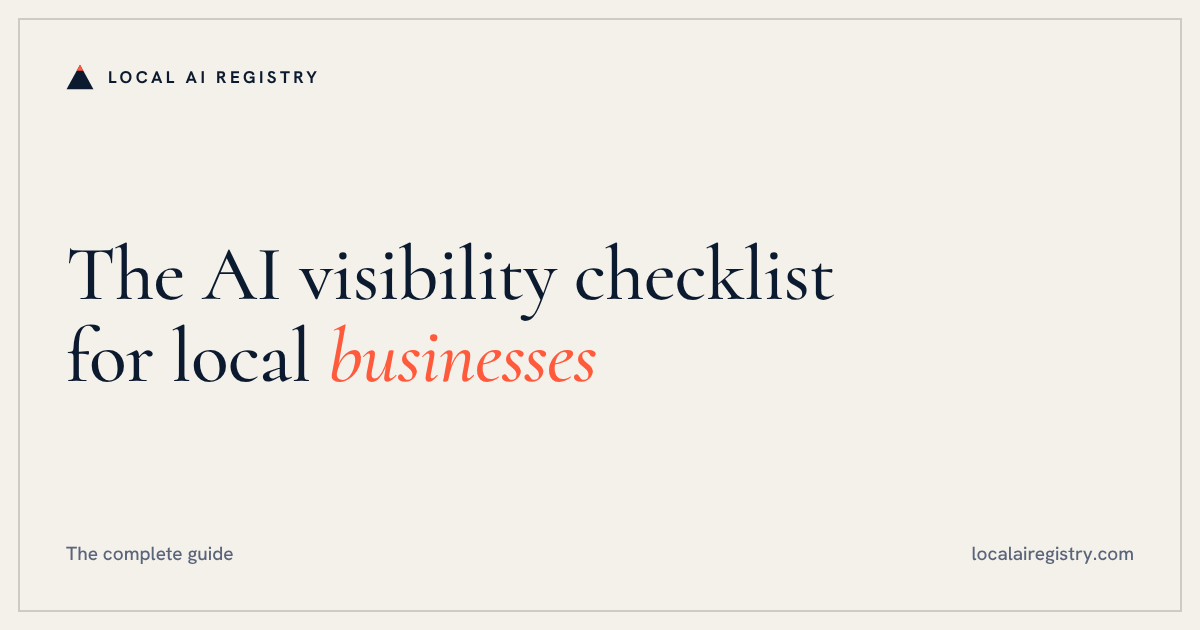 LOCAL AI REGISTRY
The AI visibility checklist
for local businesses
The complete guide
localairegistry.com